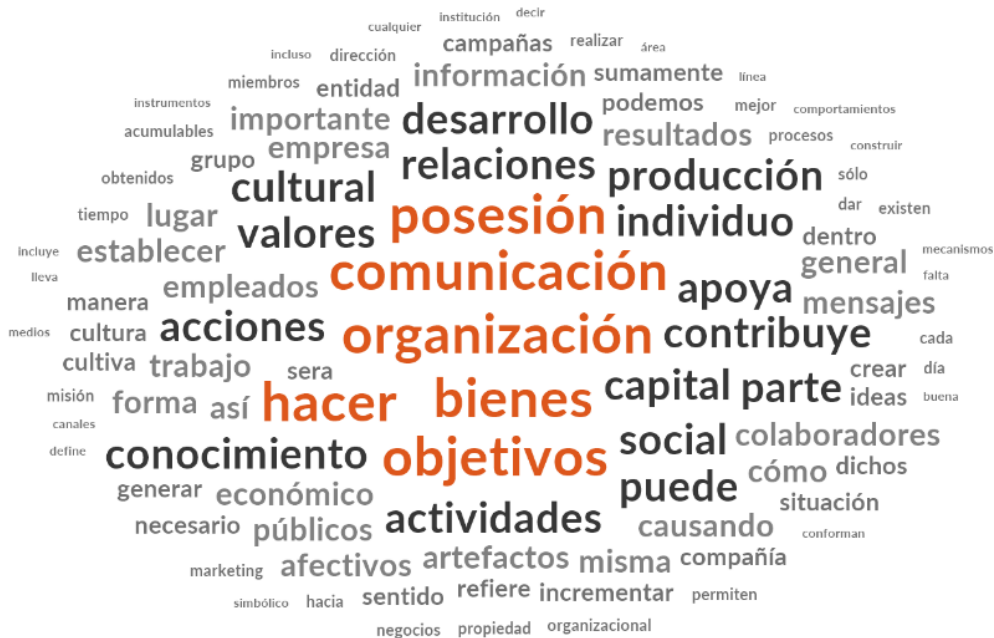 cualquier institución decir
campañas realizar área
incluso dirección información sumamente línea
miembros entidad podemos mejor comportamientos
instrumentos importante desarrollo resultados procesos construir
acumulables empresa
grupo relaciones producción sólo
obtenidos cultural
tiempo lugar valores posesión individuo dar existen
incluye establecer comunicación dentro general mecanismos
lleva empleados apoya falta
manera acciones mensajes
medios cultura organización contribuye cada
cultiva trabajo sera capital parte crear día
misión forma así hacer bienes ideas buena
canales
define conocimiento objetivos social colaboradores
generar económico puede cómo dichos
necesario públicos actividades causando situación
conforman
marketing afectivos artefactos misma compañía
simbólico hacia sentido refiere incrementar permiten
negocios propiedad organizacional